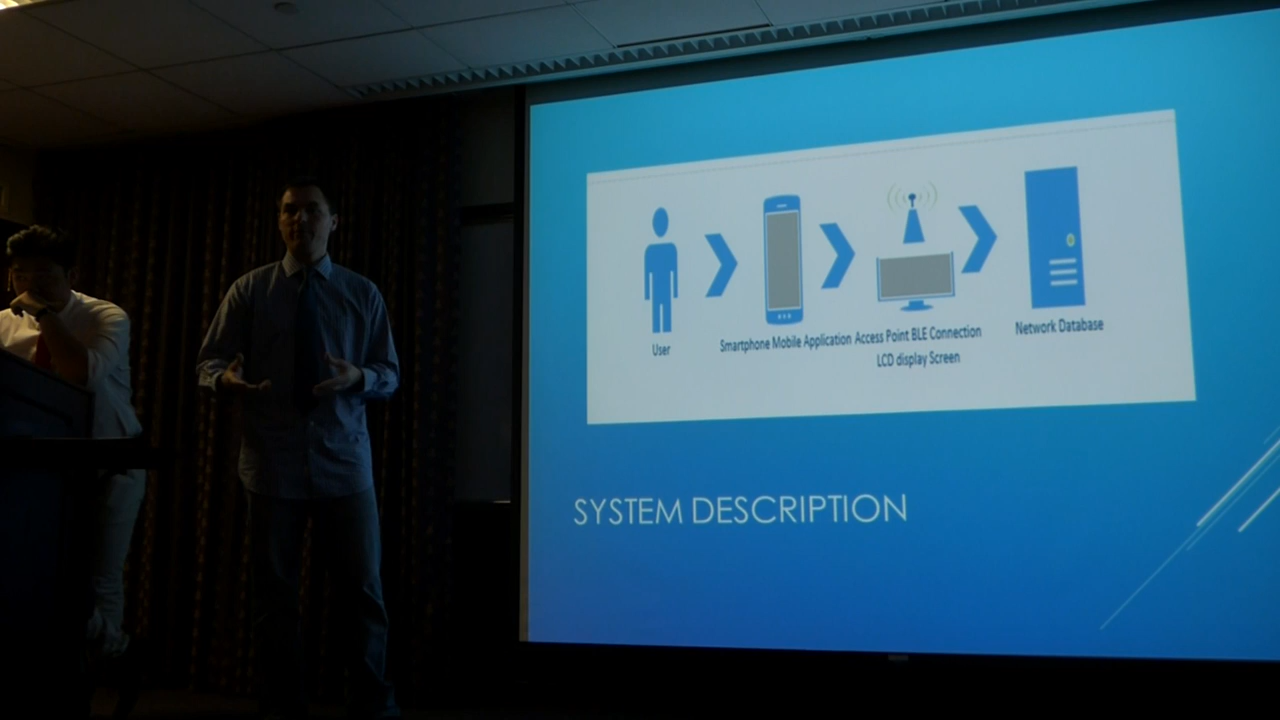 User
Smartphone Mobile Application
Access Point BLE Connection
LCD display Screen
Network Database
SYSTEM DESCRIPTION